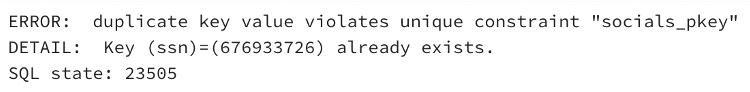 ERROR:  duplicate key value violates unique constraint "socials_pkey"
DETAIL:  Key (ssn)=(676933726) already exists.
SQL state: 23505